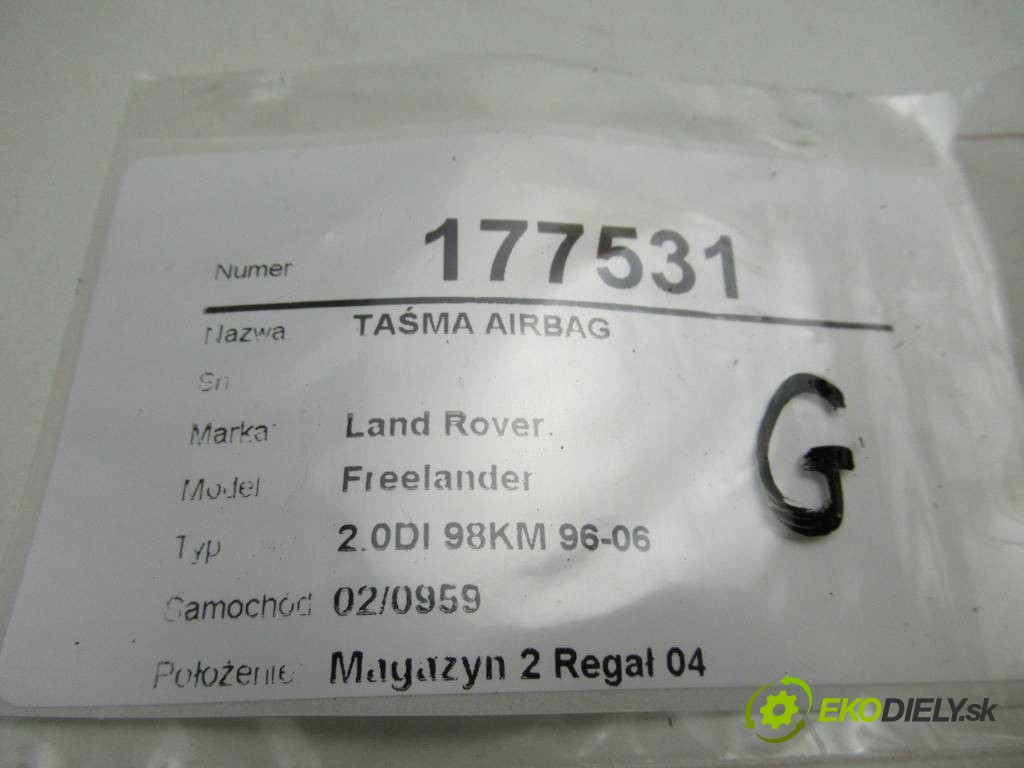 Numer 177531
Nazwa TAŚMA AIRBAG
Sn
Marka Land Rover
Model Freelander
Typ 2.0DI 98KM 96-06
Samochód 02/0959
Położenie Magazyn 2 Regał 04
G
EKODIELY.sk